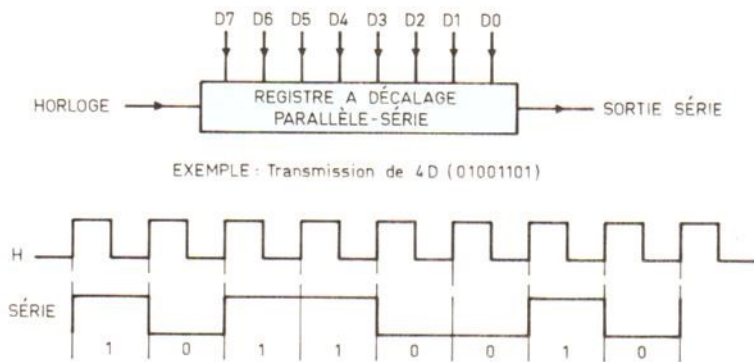 D7 D6 D5 D4 D3 D2 D1 D0
HORLOGE
REGISTRE A DÉCALAGE
PARALLÈLE-SÉRIE
SORTIE SÉRIE
EXEMPLE : Transmission de 4D (01001101)
H
SÉRIE
1 0 1 1 0 0 1 0